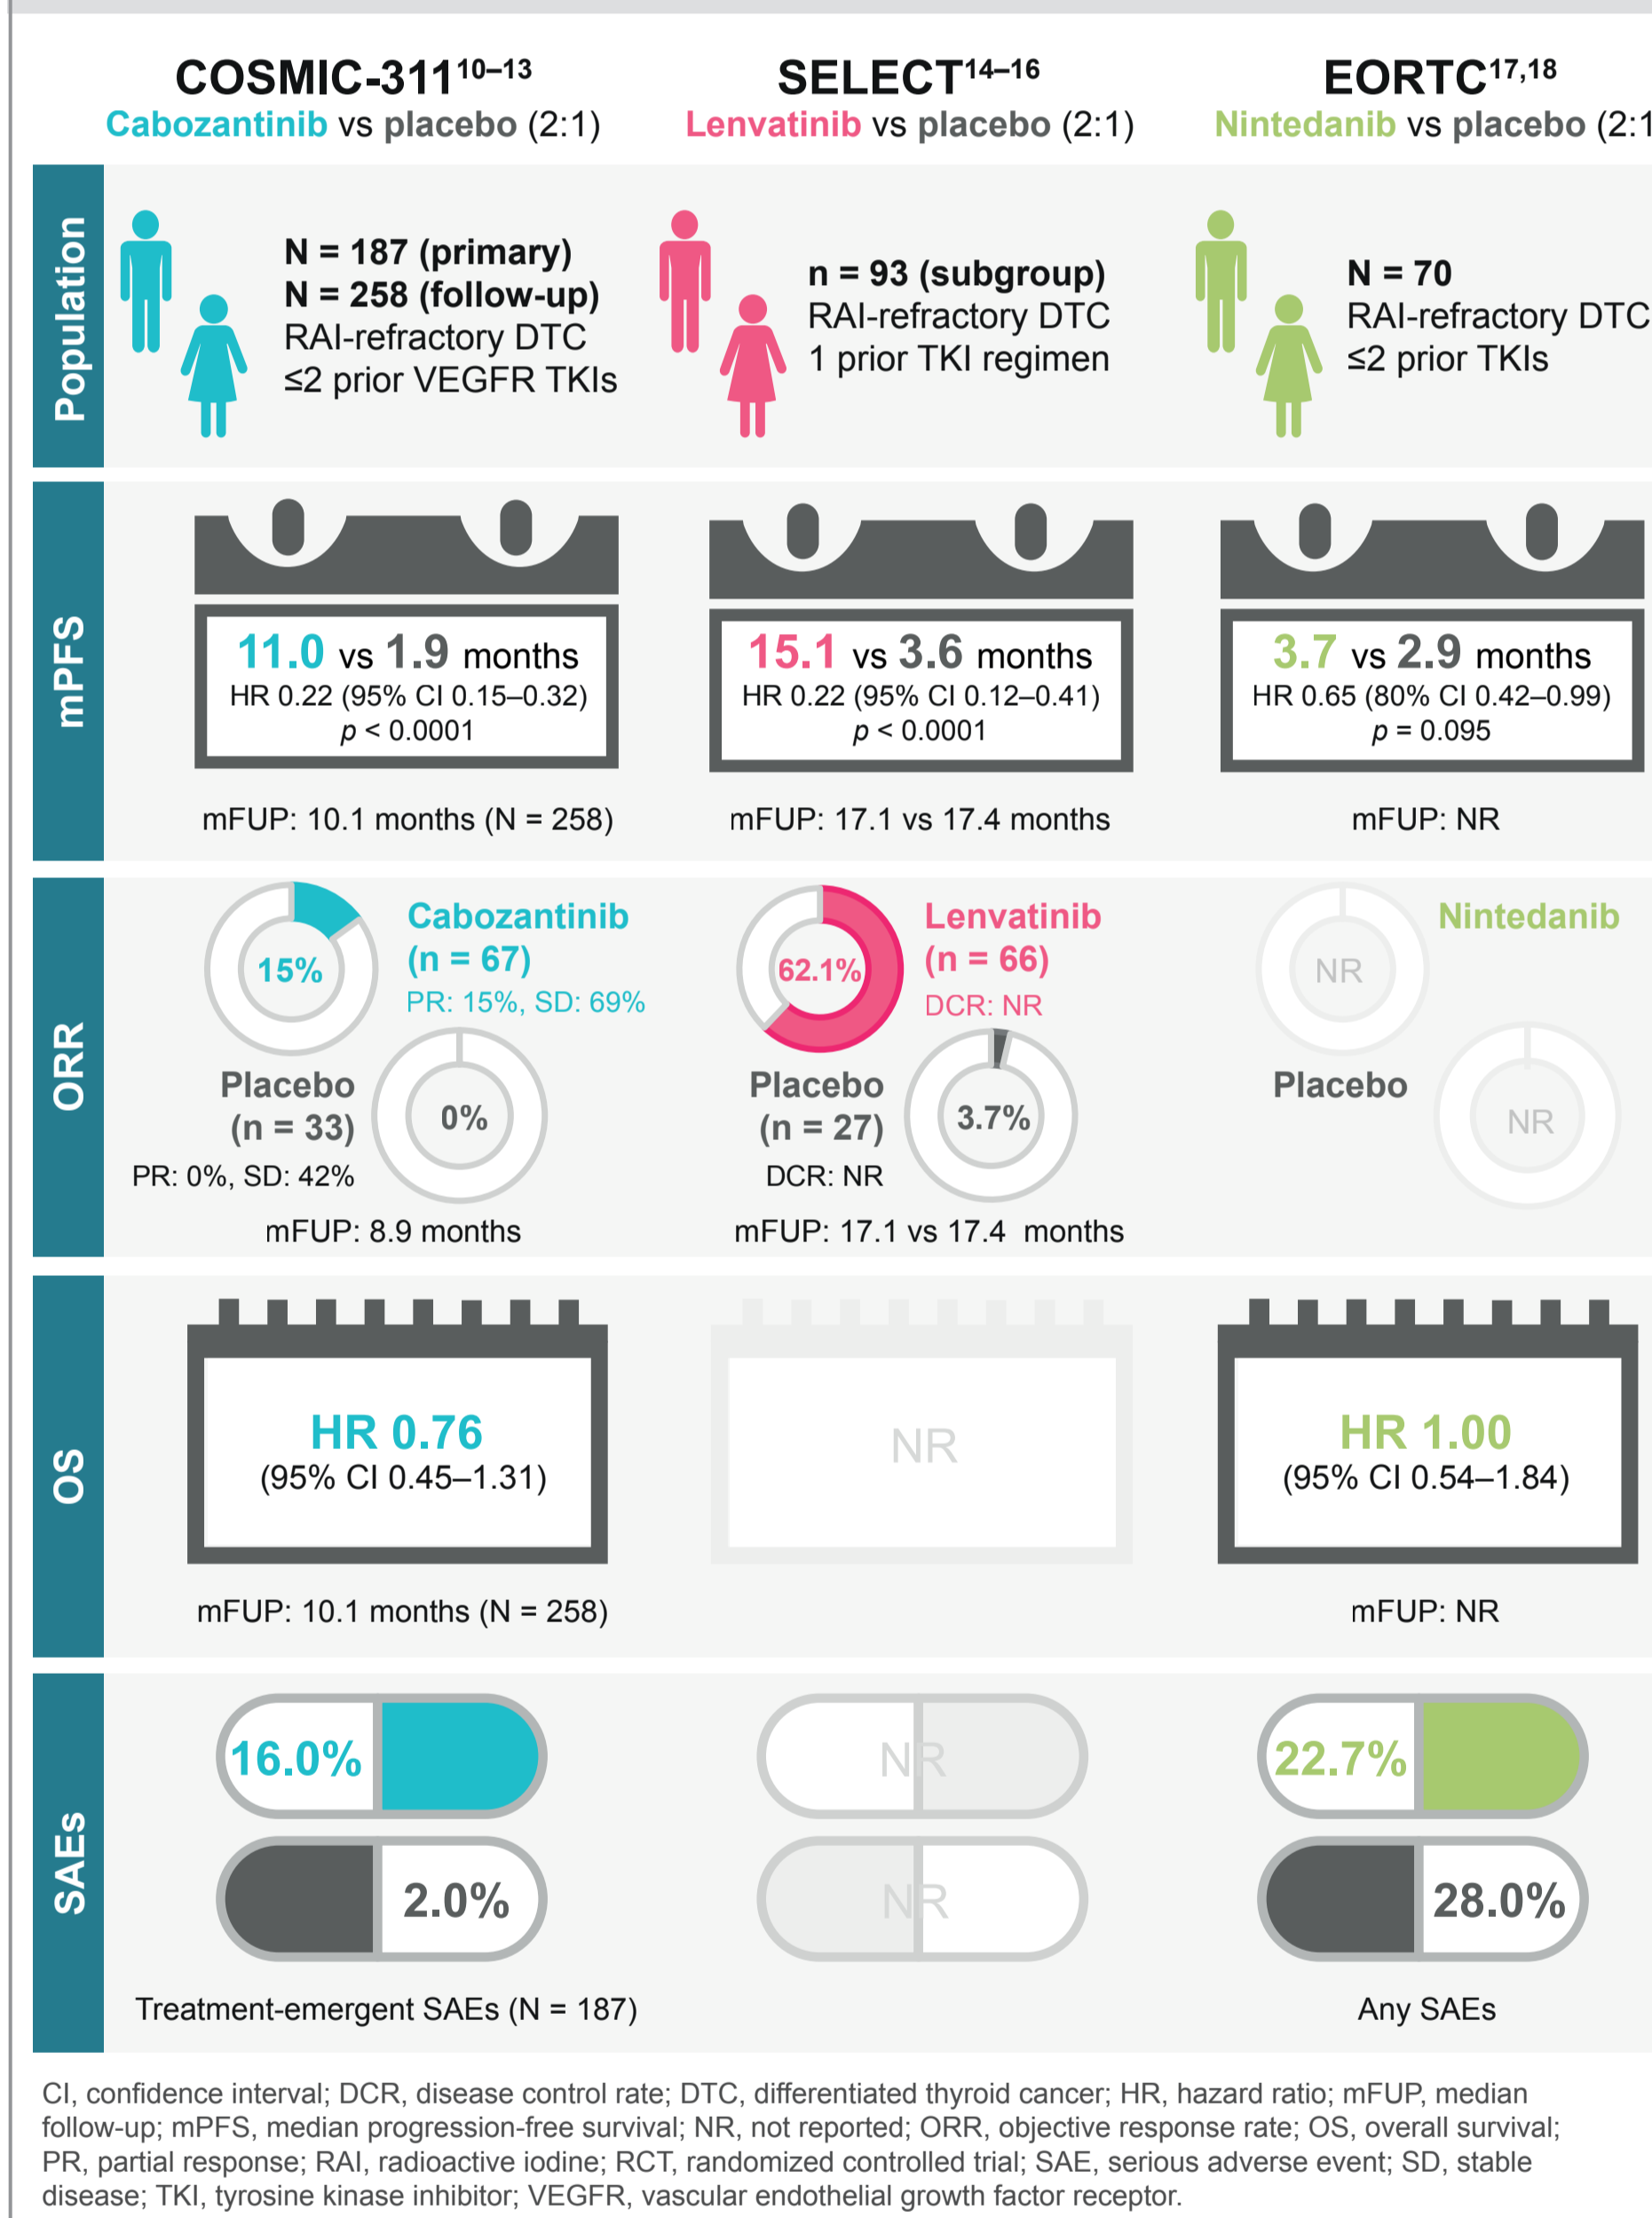 COSMIC-311¹⁰⁻¹³
Cabozantinib vs placebo (2:1)
SELECT¹⁴⁻¹⁶
Lenvatinib vs placebo (2:1)
EORTC¹⁷,¹⁸
Nintedanib vs placebo (2:1
Population
N = 187 (primary)
N = 258 (follow-up)
RAI-refractory DTC
≤2 prior VEGFR TKIs
n = 93 (subgroup)
RAI-refractory DTC
1 prior TKI regimen
N = 70
RAI-refractory DTC
≤2 prior TKIs
mPFS
11.0 vs 1.9 months
HR 0.22 (95% CI 0.15–0.32)
p < 0.0001
mFUP: 10.1 months (N = 258)
15.1 vs 3.6 months
HR 0.22 (95% CI 0.12–0.41)
p < 0.0001
mFUP: 17.1 vs 17.4 months
3.7 vs 2.9 months
HR 0.65 (80% CI 0.42–0.99)
p = 0.095
mFUP: NR
ORR
15%
Cabozantinib
(n = 67)
PR: 15%, SD: 69%
Placebo
(n = 33)
PR: 0%, SD: 42%
0%
mFUP: 8.9 months
62.1%
Lenvatinib
(n = 66)
DCR: NR
Placebo
(n = 27)
DCR: NR
3.7%
mFUP: 17.1 vs 17.4 months
NR
Nintedanib
Placebo
NR
OS
HR 0.76
(95% CI 0.45–1.31)
mFUP: 10.1 months (N = 258)
NR
HR 1.00
(95% CI 0.54–1.84)
mFUP: NR
SAEs
16.0%
2.0%
Treatment-emergent SAEs (N = 187)
NR
NR
22.7%
28.0%
Any SAEs
CI, confidence interval; DCR, disease control rate; DTC, differentiated thyroid cancer; HR, hazard ratio; mFUP, median
follow-up; mPFS, median progression-free survival; NR, not reported; ORR, objective response rate; OS, overall survival;
PR, partial response; RAI, radioactive iodine; RCT, randomized controlled trial; SAE, serious adverse event; SD, stable
disease; TKI, tyrosine kinase inhibitor; VEGFR, vascular endothelial growth factor receptor.